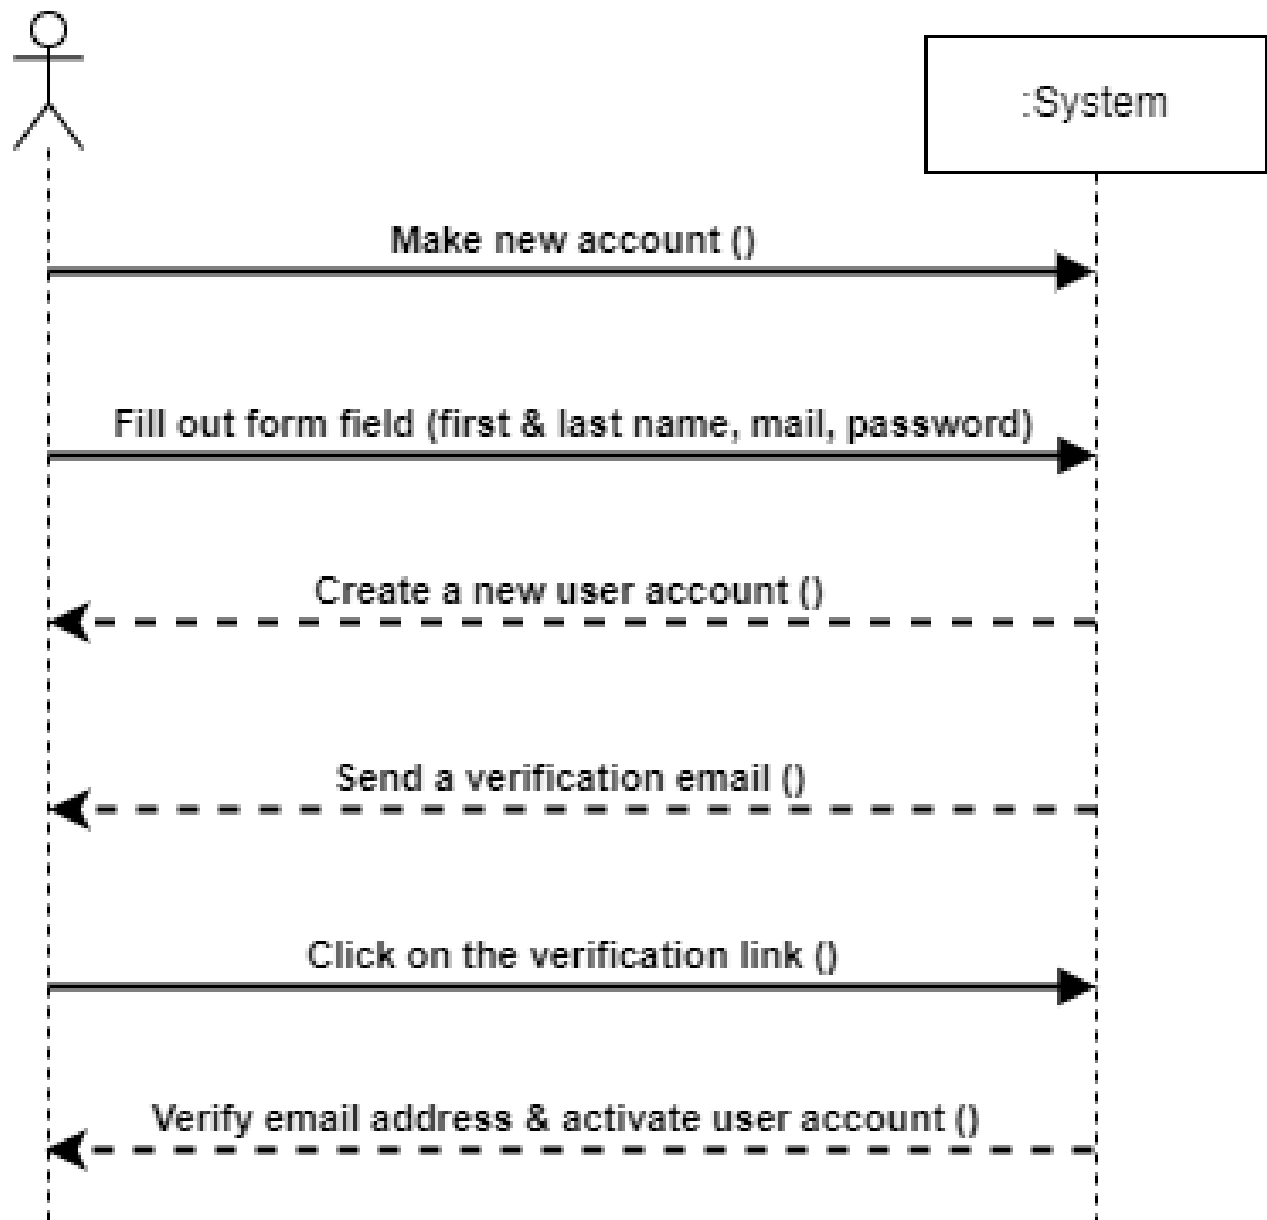 :System
Make new account ()
Fill out form field (first & last name, mail, password)
Create a new user account ()
Send a verification email ()
Click on the verification link ()
Verify email address & activate user account ()